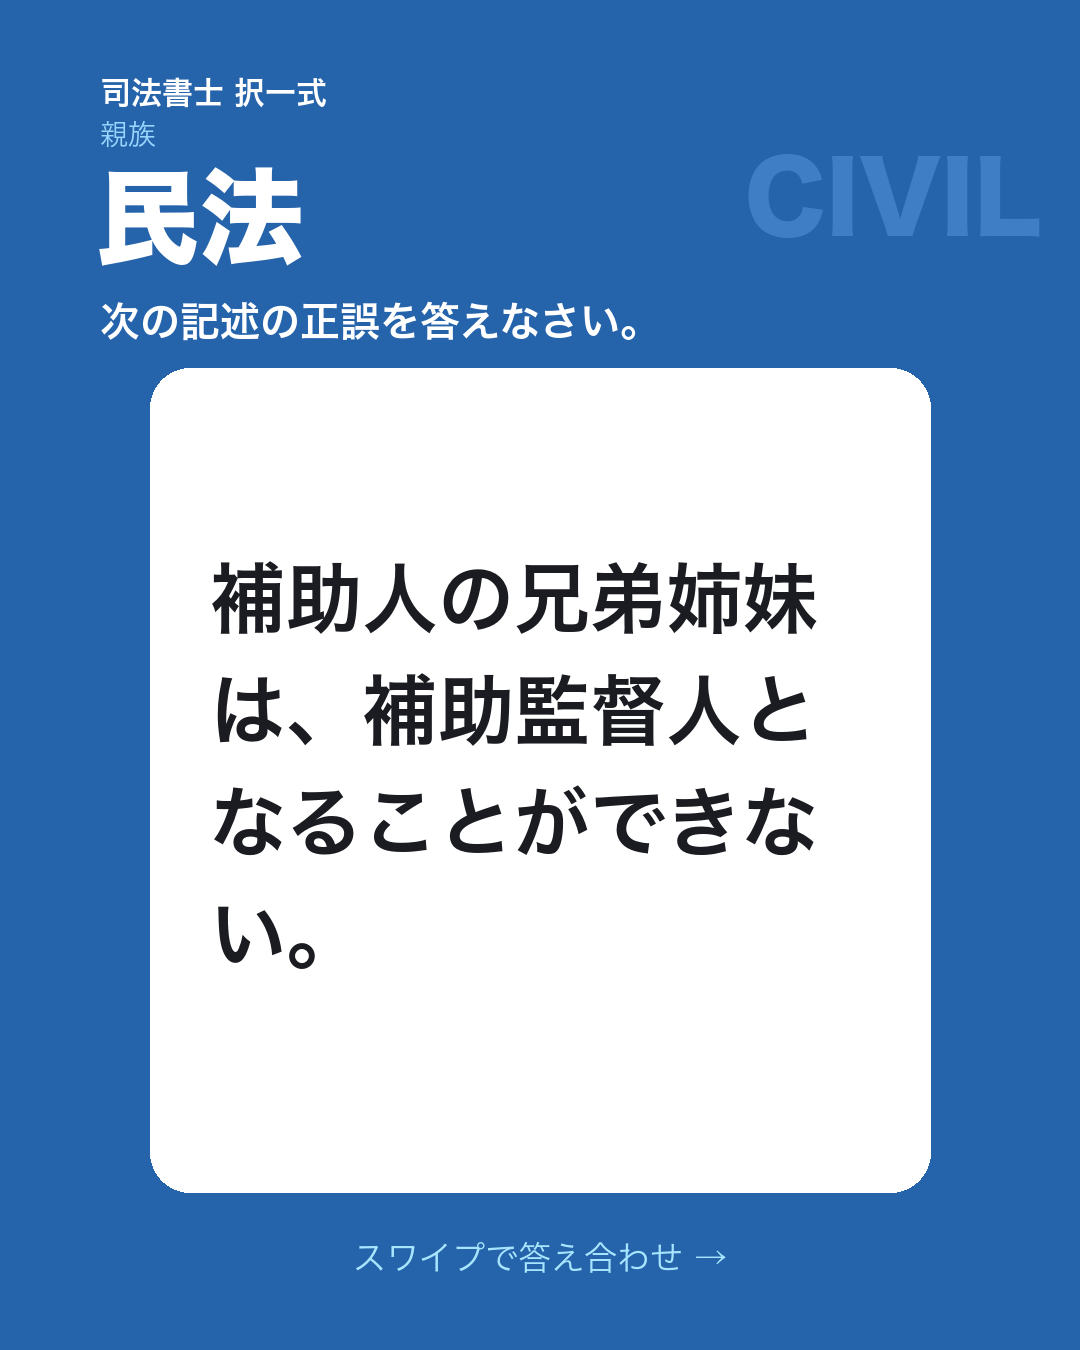 司法書士 択一式
親族
民法
CIVIL
次の記述の正誤を答えなさい。
補助人の兄弟姉妹
は、補助監督人と
なることができな
い。
スワイプで答え合わせ →